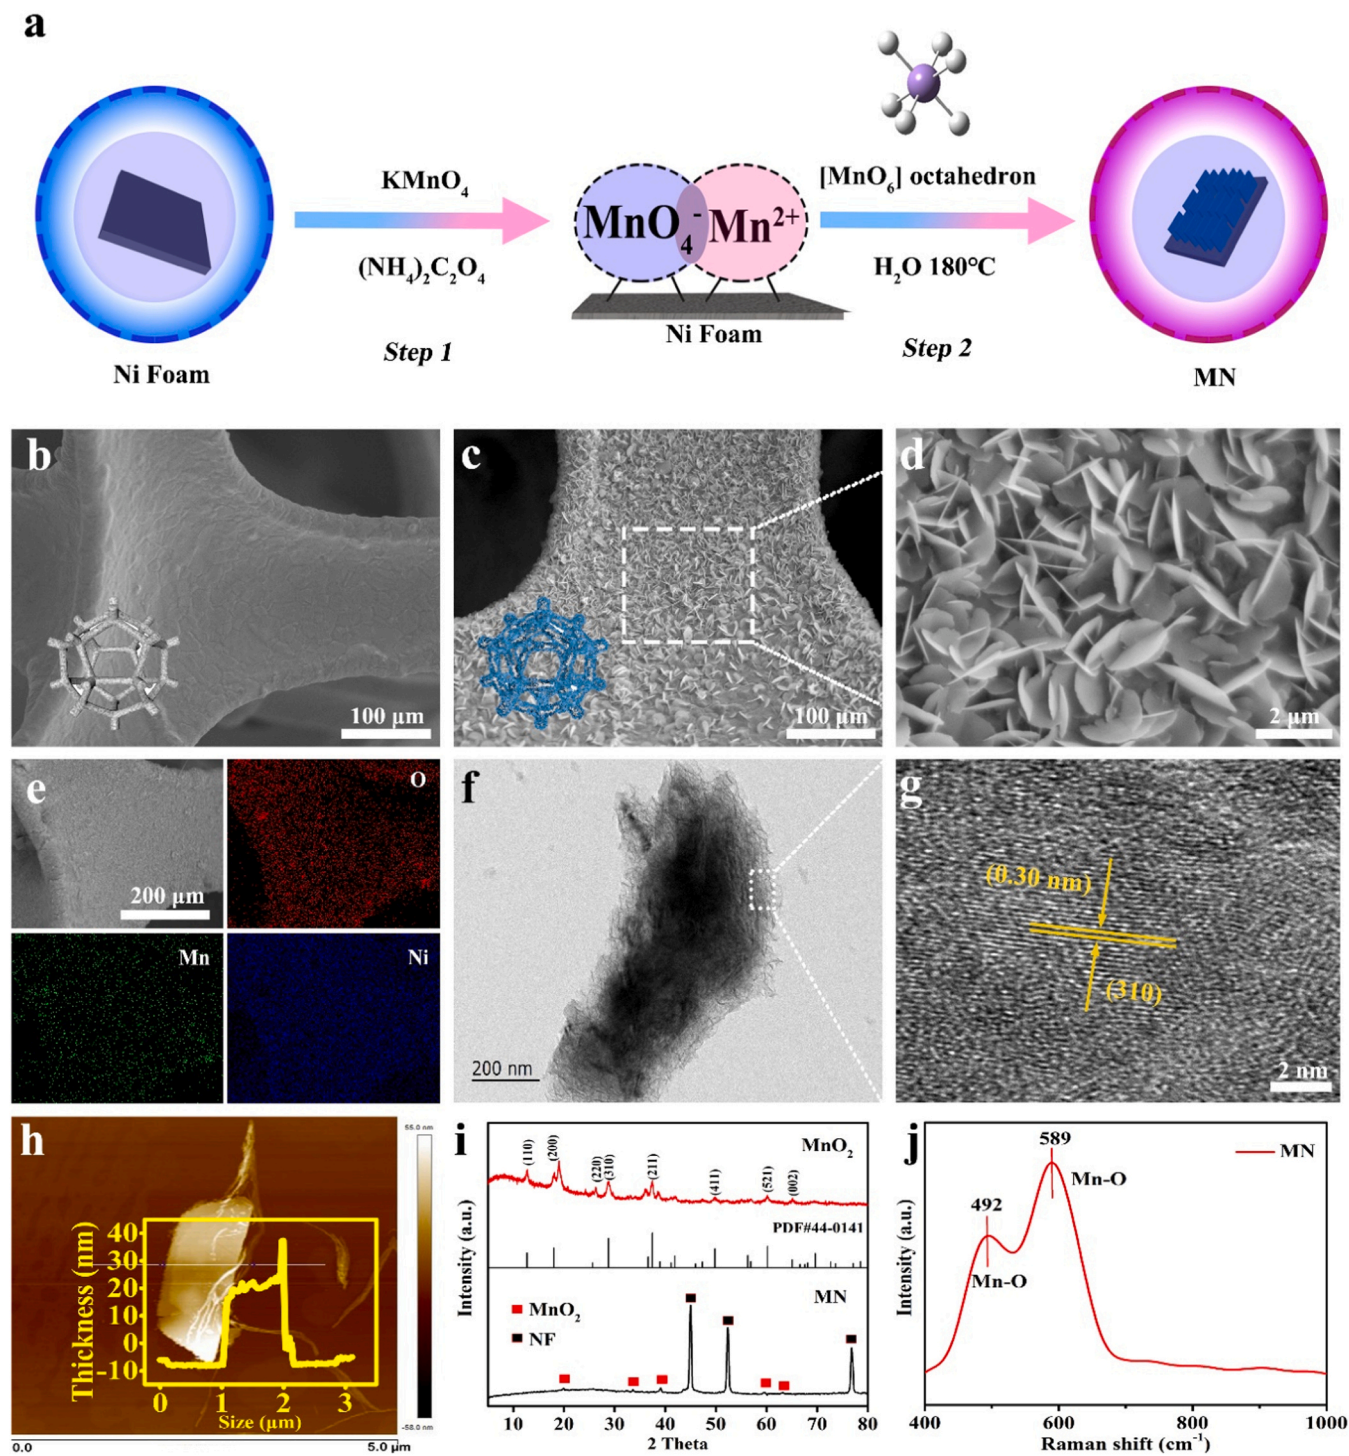 a
KMnO4
(NH4)2C2O4
Step 1
Ni Foam
MnO4- Mn2+
Ni Foam
[MnO6] octahedron
H2O 180°C
Step 2
MN
b
100 μm
c
100 μm
d
2 μm
e
200 μm
O
Mn
Ni
f
200 nm
g
(0.30 nm)
(310)
2 nm
h
55.0 nm
-58.0 nm
Thickness (nm)
40
30
20
10
0
-10
0 1 2 3
Size (μm)
0.0
5.0 μm
i
MnO2
(110)
(200)
(220)
(310)
(211)
(411)
(521)
(002)
PDF#44-0141
MN
MnO2
NF
Intensity (a.u.)
10 20 30 40 50 60 70 80
2 Theta
j
589
MN
Mn-O
492
Mn-O
Intensity (a.u.)
400 600 800 1000
Raman shift (cm-1)